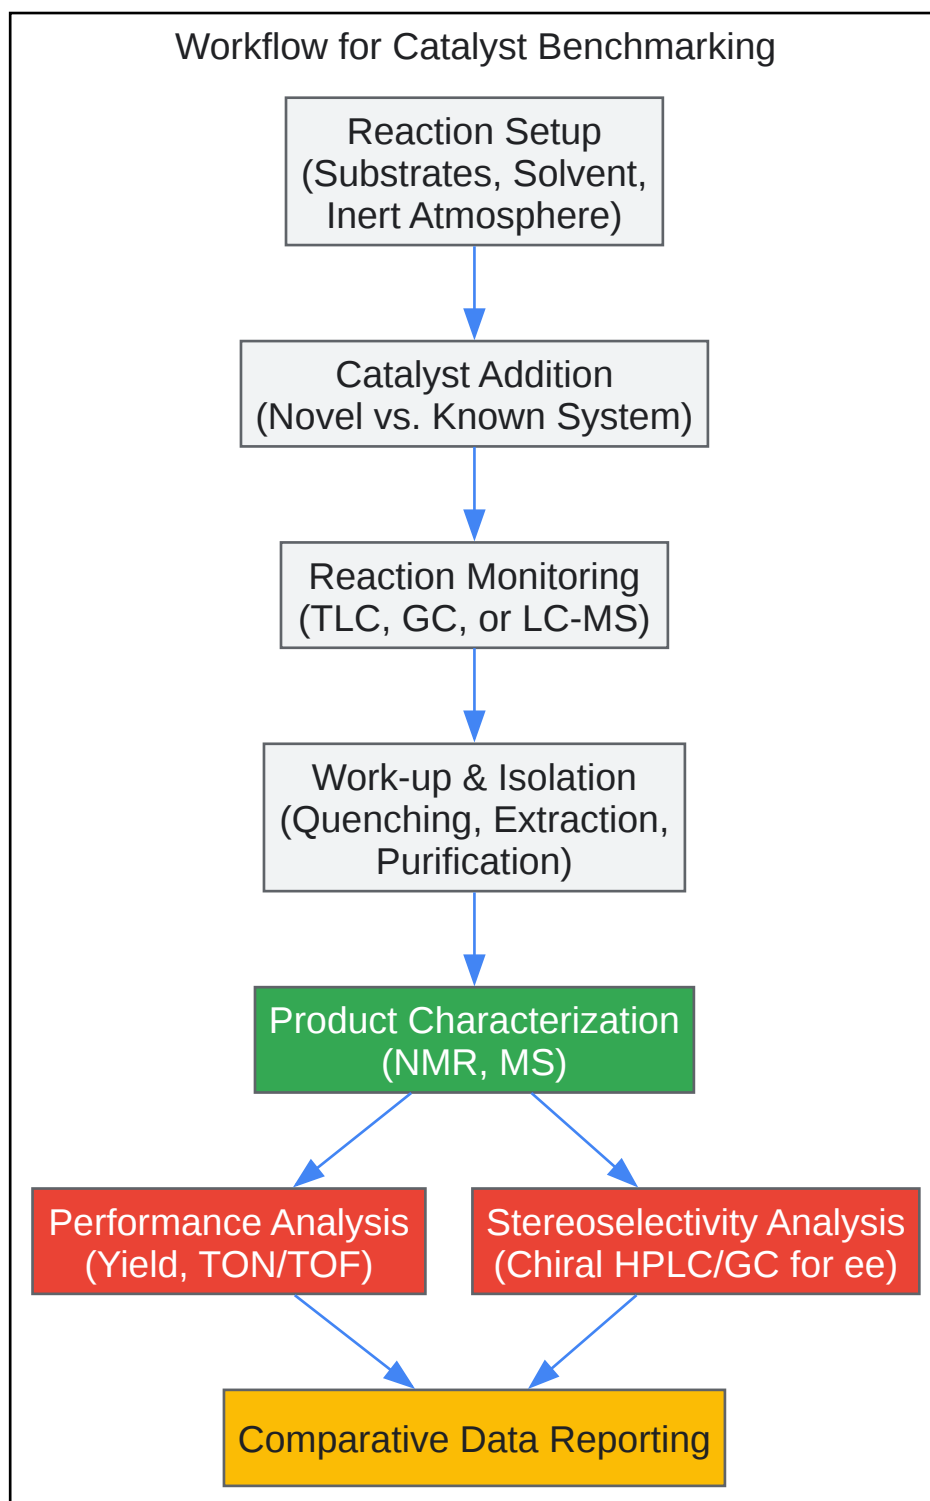 Workflow for Catalyst Benchmarking
Reaction Setup
(Substrates, Solvent,
Inert Atmosphere)
Catalyst Addition
(Novel vs. Known System)
Reaction Monitoring
(TLC, GC, or LC-MS)
Work-up & Isolation
(Quenching, Extraction,
Purification)
Product Characterization
(NMR, MS)
Performance Analysis
(Yield, TON/TOF)
Stereoselectivity Analysis
(Chiral HPLC/GC for ee)
Comparative Data Reporting